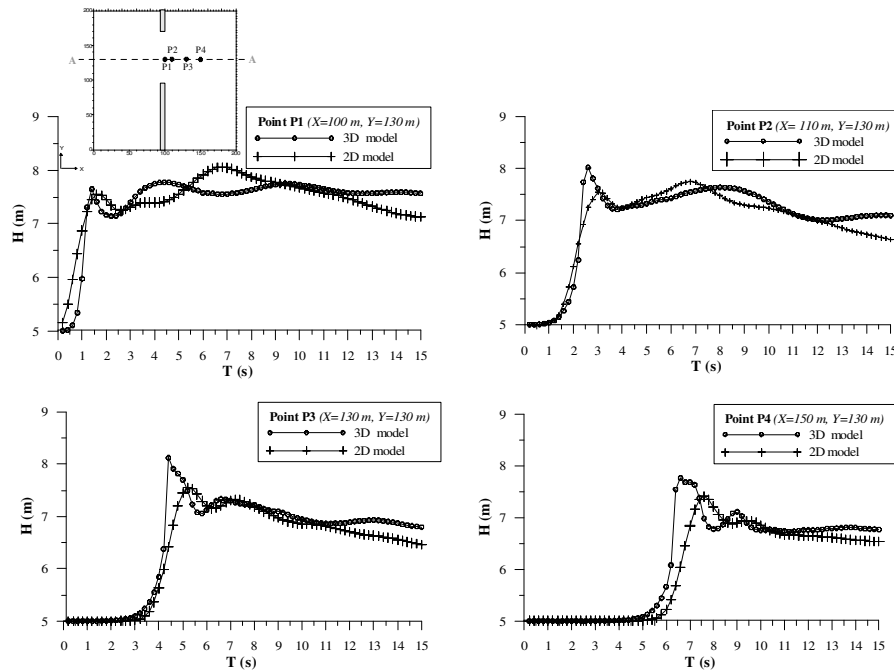 200
150
100
50
0
0 50 100 150 200
A A
P2 P4
P1 P3
Y
X
Point P1 (X=100 m, Y=130 m)
3D model
2D model
H (m)
9
8
7
6
5
0 1 2 3 4 5 6 7 8 9 10 11 12 13 14 15
T (s)
Point P2 (X= 110 m, Y=130 m)
3D model
2D model
H (m)
9
8
7
6
5
0 1 2 3 4 5 6 7 8 9 10 11 12 13 14 15
T (s)
Point P3 (X=130 m, Y=130 m)
3D model
2D model
H (m)
9
8
7
6
5
0 1 2 3 4 5 6 7 8 9 10 11 12 13 14 15
T (s)
Point P4 (X=150 m, Y=130 m)
3D model
2D model
H (m)
9
8
7
6
5
0 1 2 3 4 5 6 7 8 9 10 11 12 13 14 15
T (s)